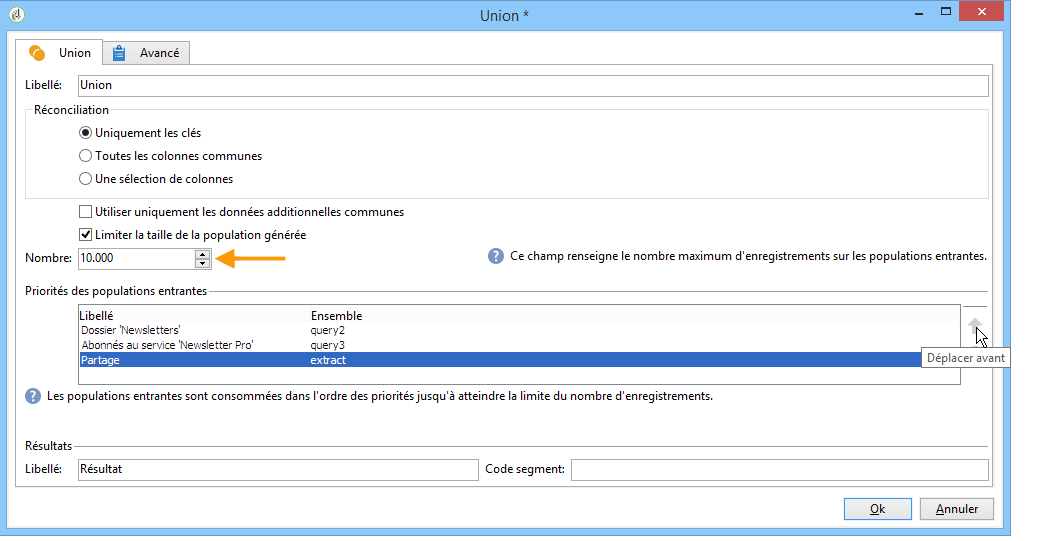 Union *
Union Avancé
Libellé: Union
Réconciliation
Uniquement les clés
Toutes les colonnes communes
Une sélection de colonnes
Utiliser uniquement les données additionnelles communes
Limiter la taille de la population générée
Nombre: 10.000 Ce champ renseigne le nombre maximum d'enregistrements sur les populations entrantes.
Priorités des populations entrantes
Libellé Ensemble
Dossier 'Newsletters' query2
Abonnés au service 'Newsletter Pro' query3
Partage extract
Déplacer avant
Les populations entrantes sont consommées dans l'ordre des priorités jusqu'à atteindre la limite du nombre d'enregistrements.
Résultats
Libellé: Résultat Code segment:
Ok Annuler